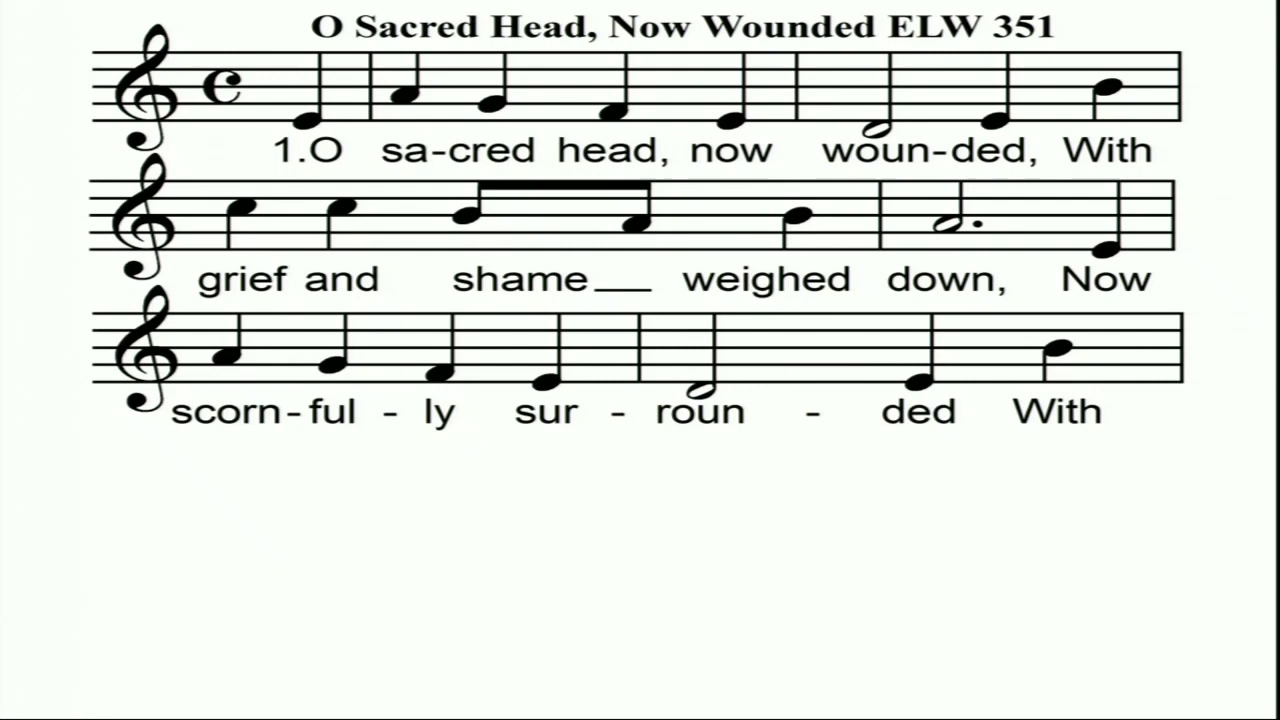 O Sacred Head, Now Wounded ELW 351
1.O sa-cred head, now woun-ded, With
grief and shame__ weighed down, Now
scorn-ful - ly sur - roun - ded With